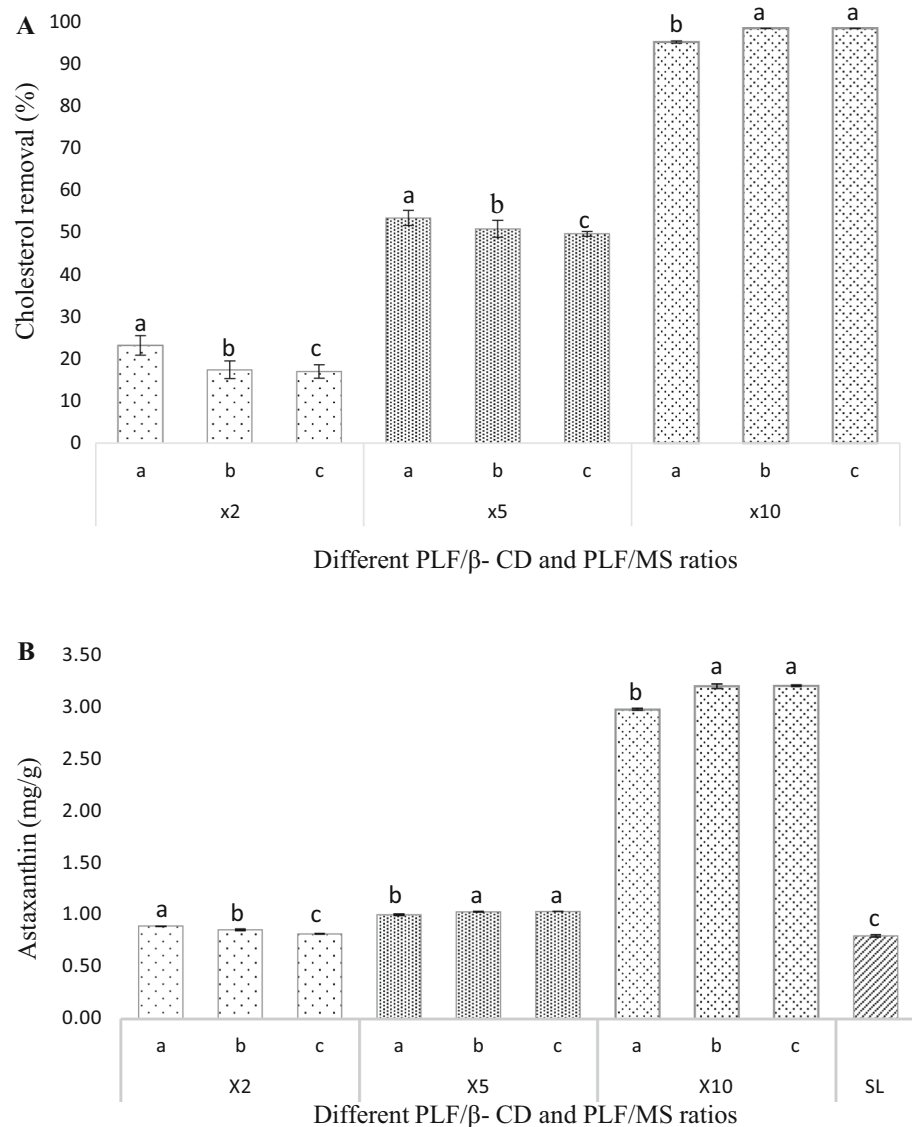 A
Cholesterol removal (%)
100
90
80
70
60
50
40
30
20
10
0
a
b
c
a
b
c
b
a
a
a b c a b c a b c
x2 x5 x10
Different PLF/β- CD and PLF/MS ratios
B
Astaxanthin (mg/g)
3.50
3.00
2.50
2.00
1.50
1.00
0.50
0.00
a
b
c
b
a
a
b
a
a
c
a b c a b c a b c
X2 X5 X10 SL
Different PLF/β- CD and PLF/MS ratios